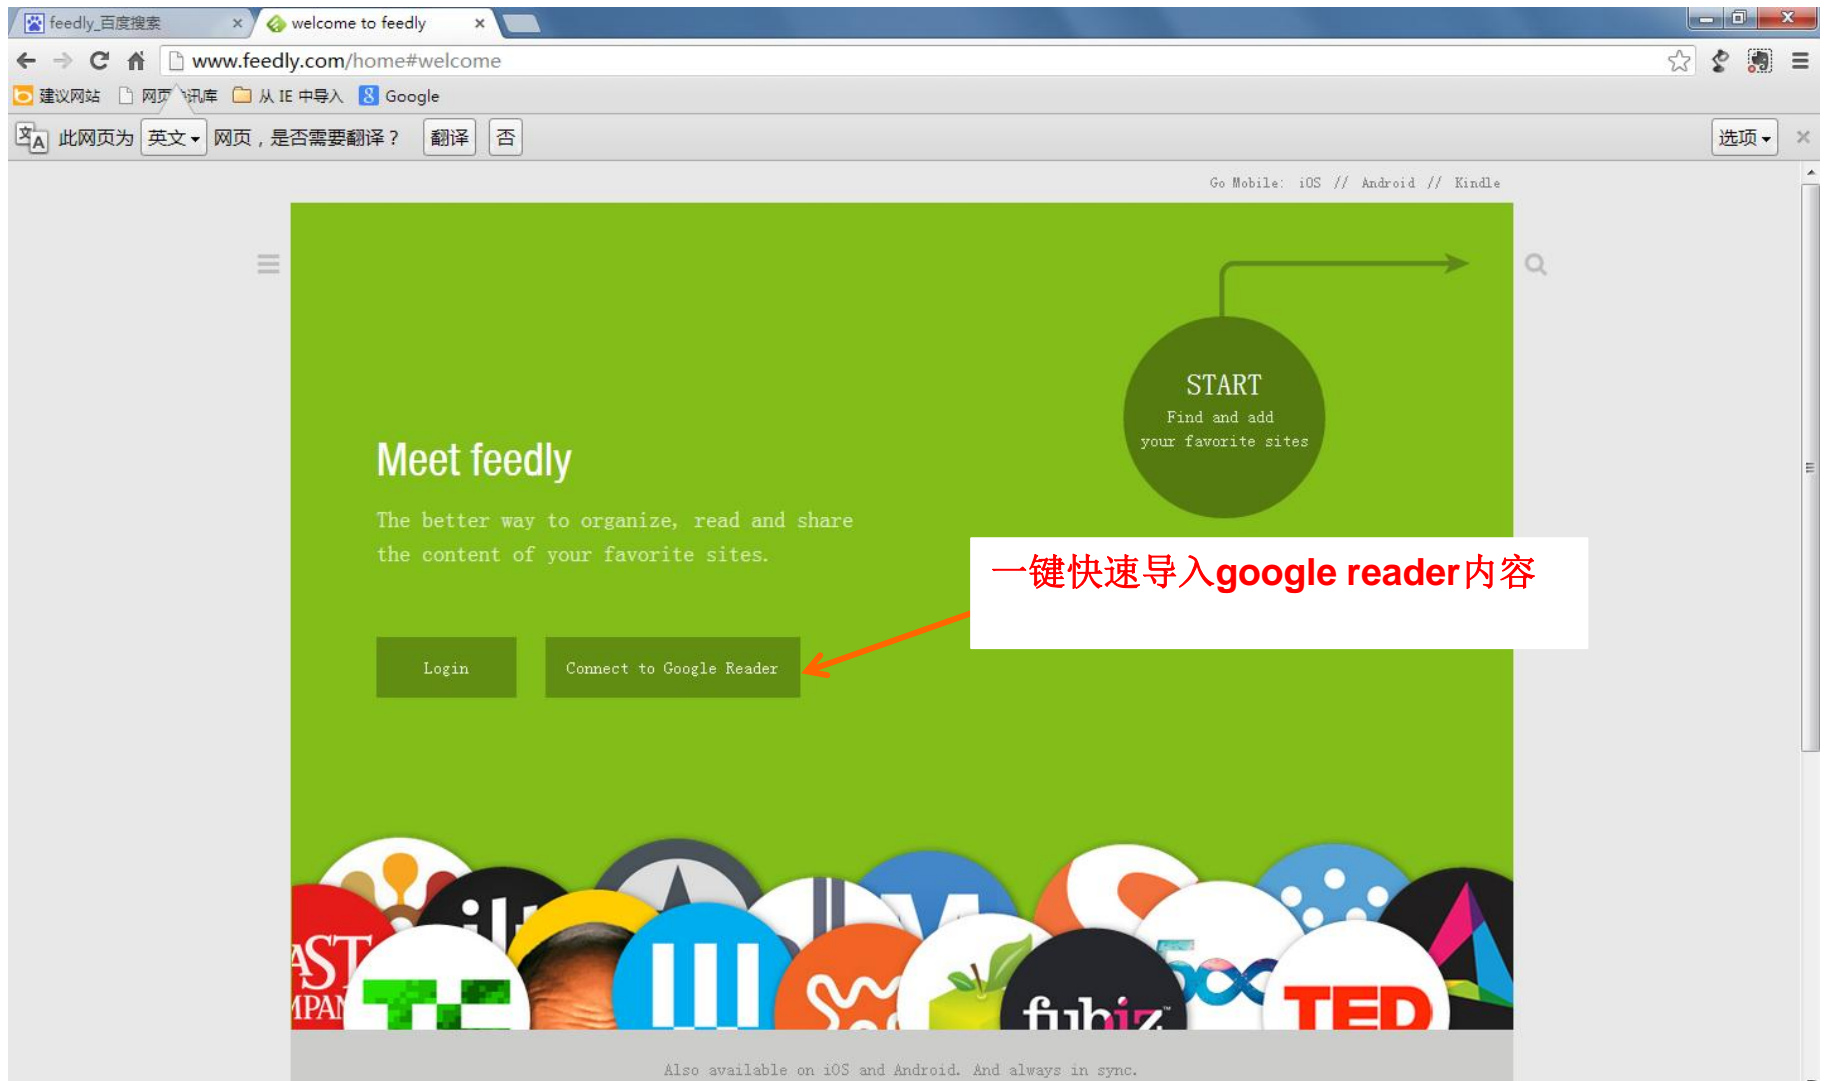 feedly_百度搜索
welcome to feedly
www.feedly.com/home#welcome
建议网站
从 IE 中导入
Google
此网页为 英文 网页，是否需要翻译？ 翻译 否 选项
Go Mobile: iOS // Android // Kindle
START
Find and add
your favorite sites
Meet feedly
The better way to organize, read and share
the content of your favorite sites.
一键快速导入google reader内容
Login
Connect to Google Reader
fubiz
TED
Also available on iOS and Android. And always in sync.